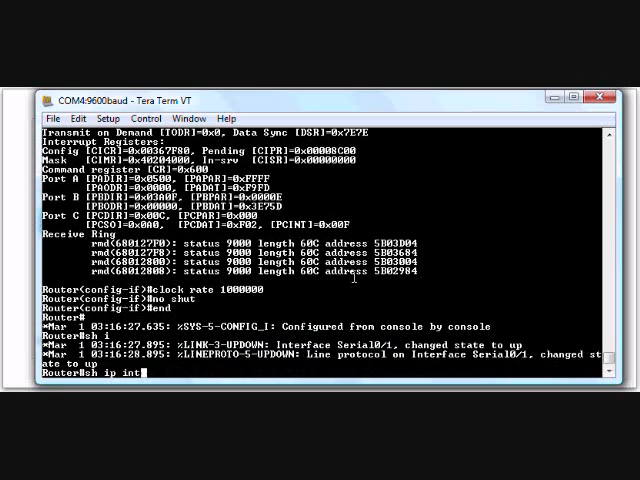 COM4:9600baud - Tera Term VT
File Edit Setup Control Window Help
Transmit on Demand [TODR]=0x0, Data Sync [DSR]=0x7E7E
Interrupt Registers:
Config [CICR]=0x00367F80, Pending [CIPR]=0x00008C00
Mask   [CIMR]=0x40204000, In-srv  [CISR]=0x00000000
Command register [CR]=0x600
Port A [PADIR]=0x0500, [PAPAR]=0xFFFF
       [PAODR]=0x0000, [PADAT]=0xF9FD
Port B [PBDIR]=0x03A0F, [PBPAR]=0x0000E
       [PBODR]=0x00000, [PBDAT]=0x3E75D
Port C [PCDIR]=0x00C, [PCPAR]=0x000
       [PCSO]=0x0A0,  [PCDAT]=0xF02, [PCINT]=0x00F
Receive Ring
        rmd(680127F0): status 9000 length 60C address 5B03D04
        rmd(680127F8): status 9000 length 60C address 5B03684
        rmd(68012800): status 9000 length 60C address 5B03004
        rmd(68012808): status 9000 length 60C address 5B02984
Router(config-if)#clock rate 1000000
Router(config-if)#no shut
Router(config-if)#end
Router#
*Mar  1 03:16:27.635: %SYS-5-CONFIG_I: Configured from console by console
Router#sh i
*Mar  1 03:16:27.895: %LINK-3-UPDOWN: Interface Serial0/1, changed state to up
*Mar  1 03:16:28.895: %LINEPROTO-5-UPDOWN: Line protocol on Interface Serial0/1, changed st
ate to up
Router#sh ip int